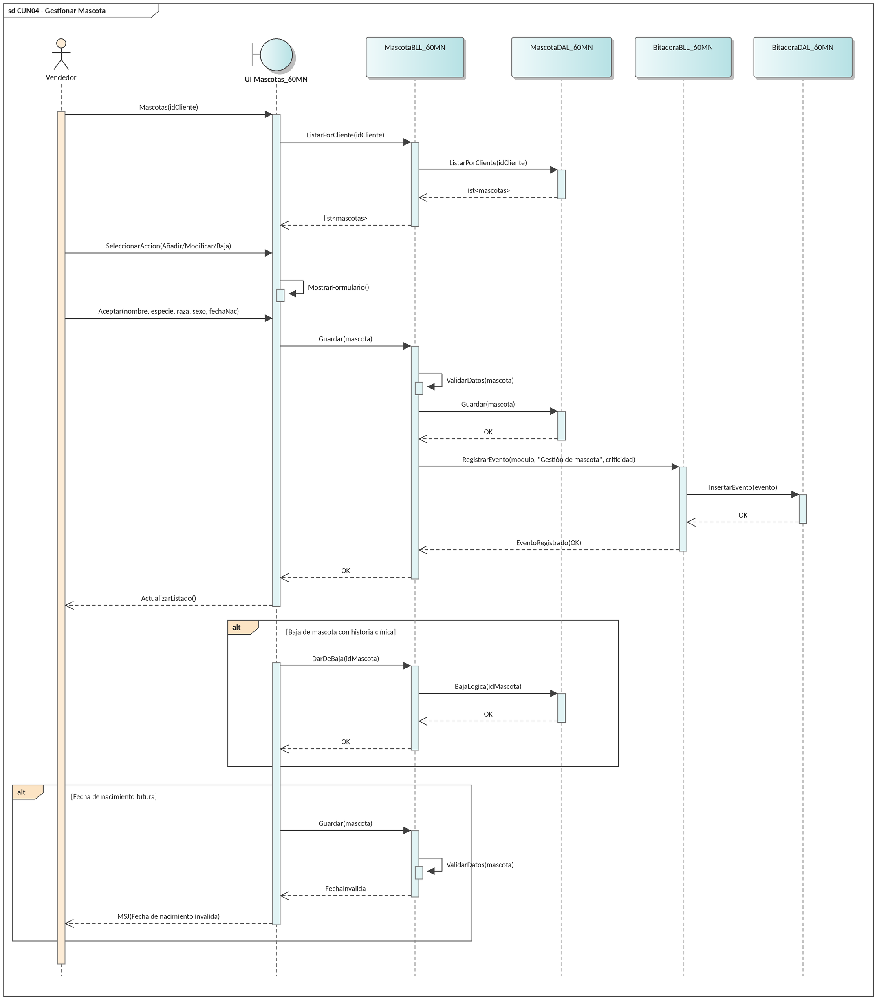 sd CUN04 - Gestionar Mascota
Vendedor
UI Mascotas_60MN
MascotaBLL_60MN
MascotaDAL_60MN
BitacoraBLL_60MN
BitacoraDAL_60MN
Mascotas(idCliente)
ListarPorCliente(idCliente)
ListarPorCliente(idCliente)
list<mascotas>
list<mascotas>
SeleccionarAccion(Añadir/Modificar/Baja)
MostrarFormulario()
Aceptar(nombre, especie, raza, sexo, fechaNac)
Guardar(mascota)
ValidarDatos(mascota)
Guardar(mascota)
OK
RegistrarEvento(modulo, "Gestión de mascota", criticidad)
InsertarEvento(evento)
OK
EventoRegistrado(OK)
OK
ActualizarListado()
alt
[Baja de mascota con historia clínica]
DarDeBaja(idMascota)
BajaLogica(idMascota)
OK
OK
alt
[Fecha de nacimiento futura]
Guardar(mascota)
ValidarDatos(mascota)
FechaInvalida
MSJ(Fecha de nacimiento inválida)